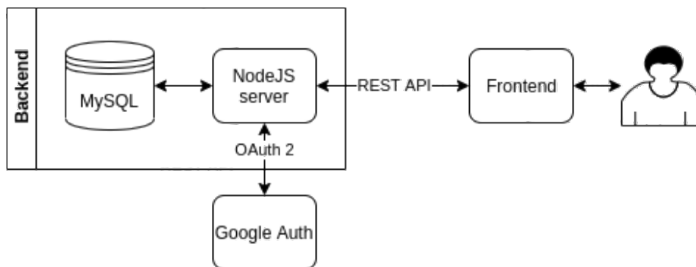 Backend
MySQL
NodeJS
server
REST API
Frontend
OAuth 2
Google Auth